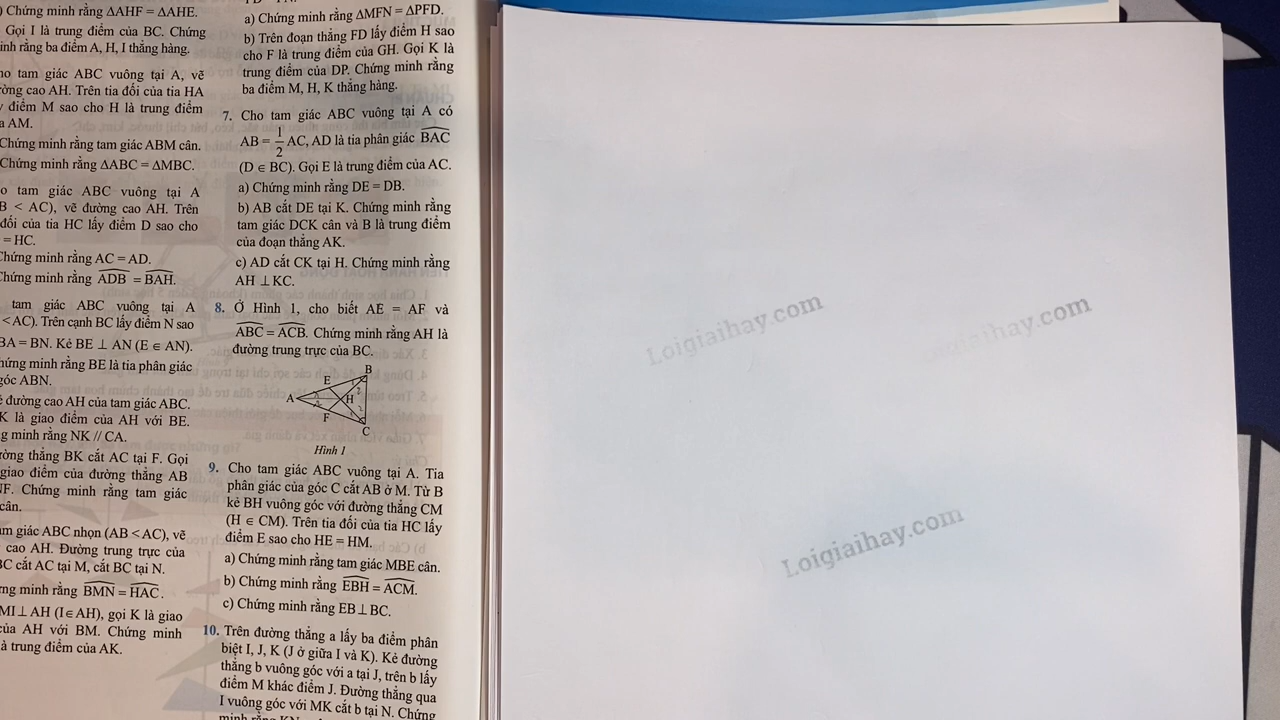 ) Chứng minh rằng ΔAHF = ΔAHE.
Gọi I là trung điểm của BC. Chứng
inh rằng ba điểm A, H, I thẳng hàng.
ho tam giác ABC vuông tại A, vẽ
ờng cao AH. Trên tia đối của tia HA
y điểm M sao cho H là trung điểm
a AM.
Chứng minh rằng tam giác ABM cân.
Chứng minh rằng ΔABC = ΔMBC.
o tam giác ABC vuông tại A
B < AC), vẽ đường cao AH. Trên
đối của tia HC lấy điểm D sao cho
= HC.
Chứng minh rằng AC = AD.
Chứng minh rằng ADB = BAH.
tam giác ABC vuông tại A
< AC). Trên cạnh BC lấy điểm N sao
BA = BN. Kẻ BE ⊥ AN (E ∈ AN).
hứng minh rằng BE là tia phân giác
góc ABN.
ẽ đường cao AH của tam giác ABC.
K là giao điểm của AH với BE.
g minh rằng NK // CA.
ường thẳng BK cắt AC tại F. Gọi
giao điểm của đường thẳng AB
NF. Chứng minh rằng tam giác
cân.
am giác ABC nhọn (AB < AC), vẽ
cao AH. Đường trung trực của
BC cắt AC tại M, cắt BC tại N.
ứng minh rằng BMN = HAC.
MI ⊥ AH (I ∈ AH), gọi K là giao
của AH với BM. Chứng minh
à trung điểm của AK.
a) Chứng minh rằng ΔMFN = ΔPFD.
b) Trên đoạn thẳng FD lấy điểm H sao
cho F là trung điểm của GH. Gọi K là
trung điểm của DP. Chứng minh rằng
ba điểm M, H, K thẳng hàng.
7. Cho tam giác ABC vuông tại A có
AB = 1/2 AC, AD là tia phân giác BAC
(D ∈ BC). Gọi E là trung điểm của AC.
a) Chứng minh rằng DE = DB.
b) AB cắt DE tại K. Chứng minh rằng
tam giác DCK cân và B là trung điểm
của đoạn thẳng AK.
c) AD cắt CK tại H. Chứng minh rằng
AH ⊥ KC.
8. Ở Hình 1, cho biết AE = AF và
ABC = ACB. Chứng minh rằng AH là
đường trung trực của BC.
B
E
A
H
F
C
Hình 1
9. Cho tam giác ABC vuông tại A. Tia
phân giác của góc C cắt AB ở M. Từ B
kẻ BH vuông góc với đường thẳng CM
(H ∈ CM). Trên tia đối của tia HC lấy
điểm E sao cho HE = HM.
a) Chứng minh rằng tam giác MBE cân.
b) Chứng minh rằng EBH = ACM.
c) Chứng minh rằng EB ⊥ BC.
10. Trên đường thẳng a lấy ba điểm phân
biệt I, J, K (J ở giữa I và K). Kẻ đường
thẳng b vuông góc với a tại J, trên b lấy
điểm M khác điểm J. Đường thẳng qua
I vuông góc với MK cắt b tại N. Chứng
minh rằng
Loigiaihay.com
Loigiaihay.com
Loigiaihay.com